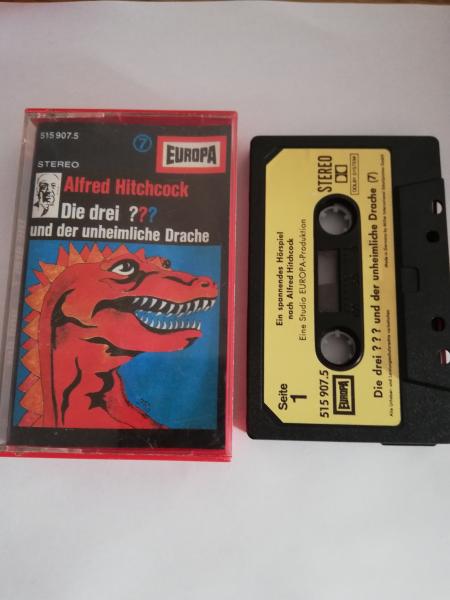 515 907.5
7
EUROPA
STEREO
Alfred Hitchcock
Die drei ???
und der unheimliche Drache
STEREO
DOLBY SYSTEM
Ein spannendes Hörspiel
nach Alfred Hitchcock
Eine Studio EUROPA-Produktion
Seite
1
515 907.5
EUROPA
Die drei ? ? ? und der unheimliche Drache (7)